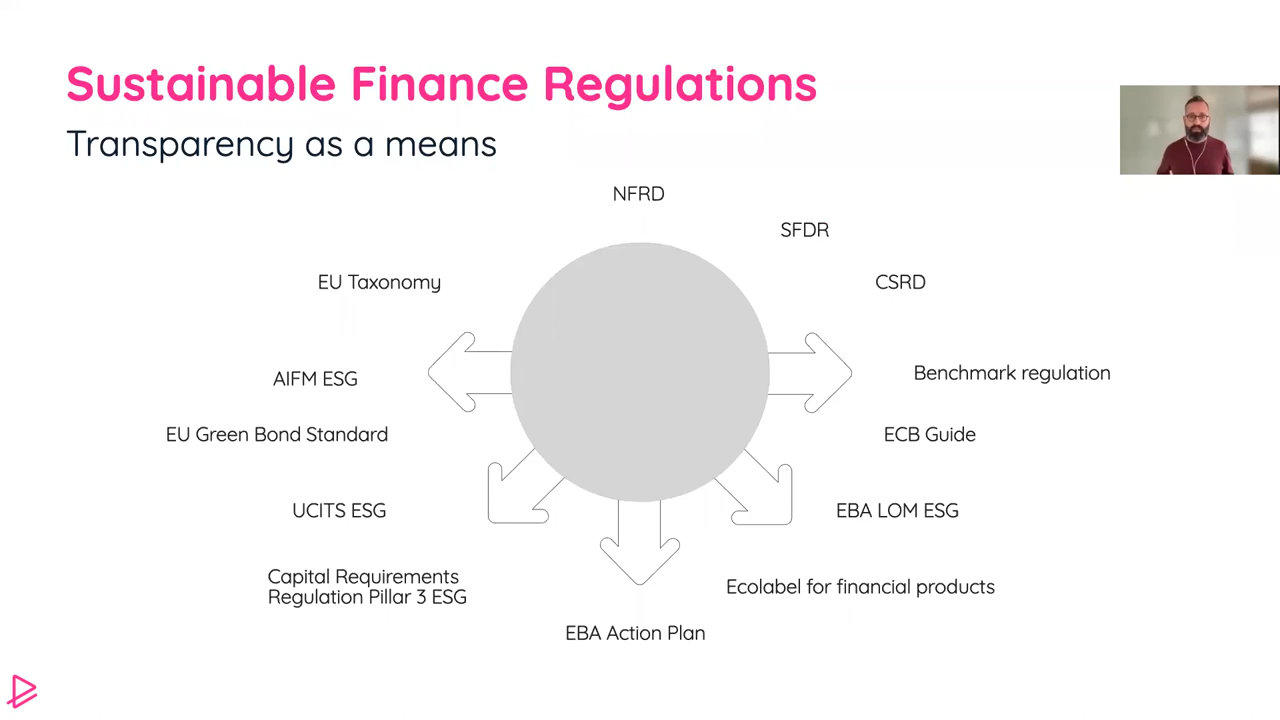 Sustainable Finance Regulations
Transparency as a means
NFRD
SFDR
EU Taxonomy
CSRD
AIFM ESG
Benchmark regulation
EU Green Bond Standard
ECB Guide
UCITS ESG
EBA LOM ESG
Capital Requirements
Regulation Pillar 3 ESG
Ecolabel for financial products
EBA Action Plan